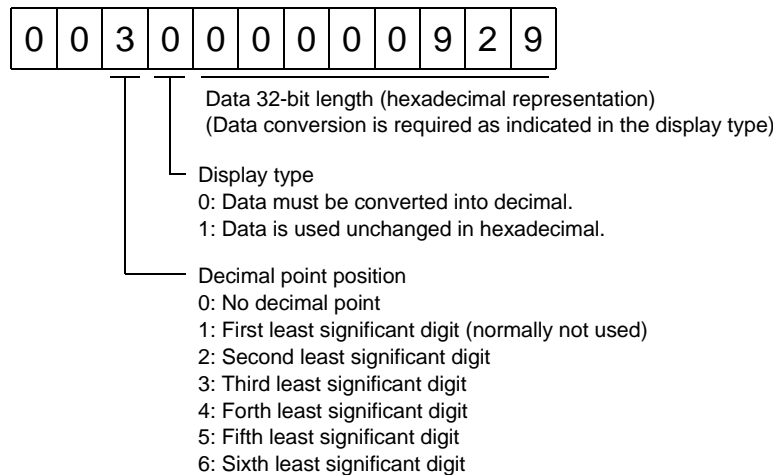 0 0 3 0 0 0 0 0 0 9 2 9
Data 32-bit length (hexadecimal representation)
(Data conversion is required as indicated in the display type)
Display type
0: Data must be converted into decimal.
1: Data is used unchanged in hexadecimal.
Decimal point position
0: No decimal point
1: First least significant digit (normally not used)
2: Second least significant digit
3: Third least significant digit
4: Forth least significant digit
5: Fifth least significant digit
6: Sixth least significant digit